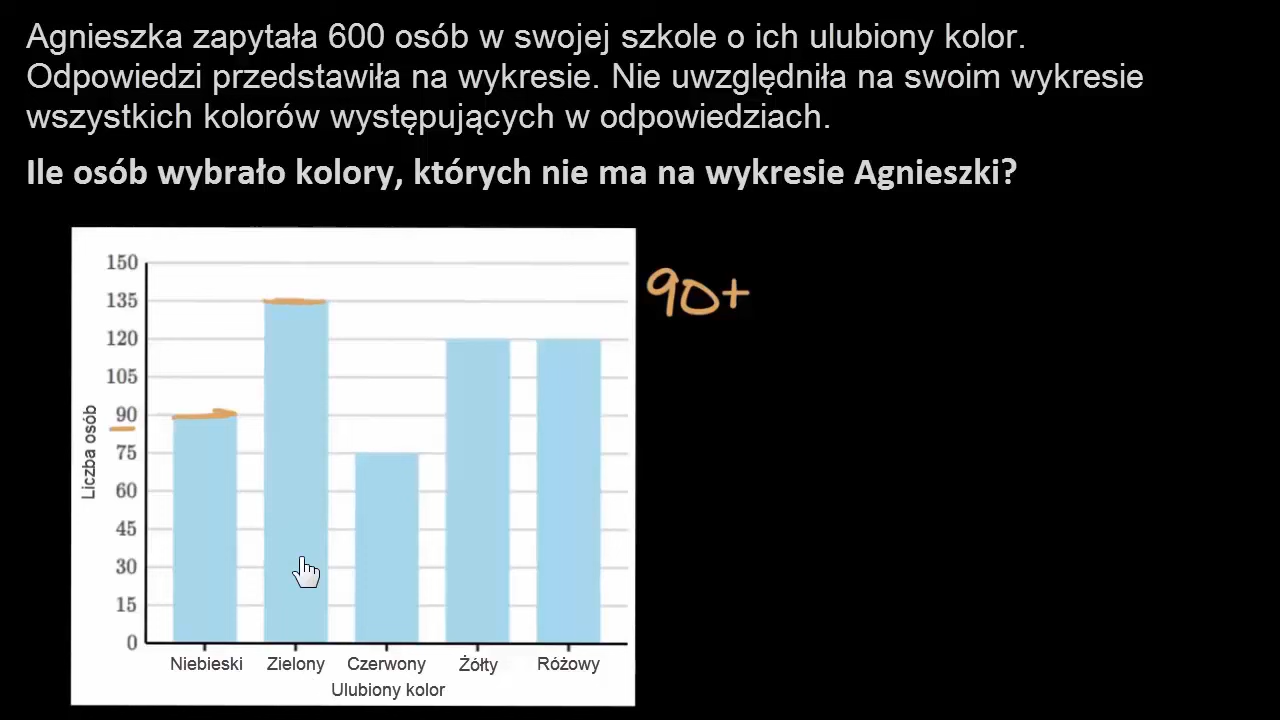 Agnieszka zapytała 600 osób w swojej szkole o ich ulubiony kolor.
Odpowiedzi przedstawiła na wykresie. Nie uwzględniła na swoim wykresie
wszystkich kolorów występujących w odpowiedziach.
Ile osób wybrało kolory, których nie ma na wykresie Agnieszki?
90+
150
135
120
105
90
75
60
45
30
15
0
Liczba osób
Niebieski Zielony Czerwony Żółty Różowy
Ulubiony kolor